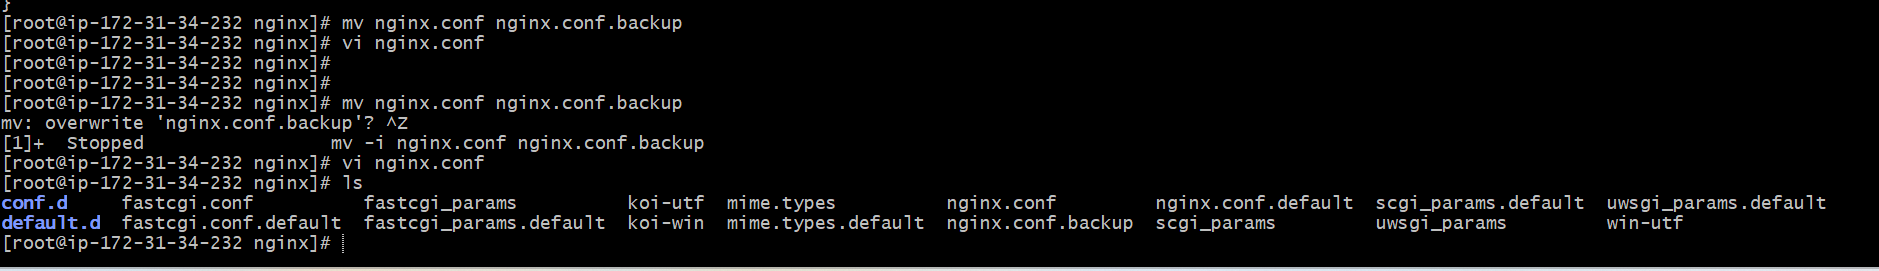 }
[root@ip-172-31-34-232 nginx]# mv nginx.conf nginx.conf.backup
[root@ip-172-31-34-232 nginx]# vi nginx.conf
[root@ip-172-31-34-232 nginx]#
[root@ip-172-31-34-232 nginx]#
[root@ip-172-31-34-232 nginx]# mv nginx.conf nginx.conf.backup
mv: overwrite 'nginx.conf.backup'? ^Z
[1]+  Stopped                 mv -i nginx.conf nginx.conf.backup
[root@ip-172-31-34-232 nginx]# vi nginx.conf
[root@ip-172-31-34-232 nginx]# ls
conf.d     fastcgi.conf          fastcgi_params          koi-utf  mime.types          nginx.conf         nginx.conf.default  scgi_params.default  uwsgi_params.default
default.d  fastcgi.conf.default  fastcgi_params.default  koi-win  mime.types.default  nginx.conf.backup  scgi_params         uwsgi_params         win-utf
[root@ip-172-31-34-232 nginx]#